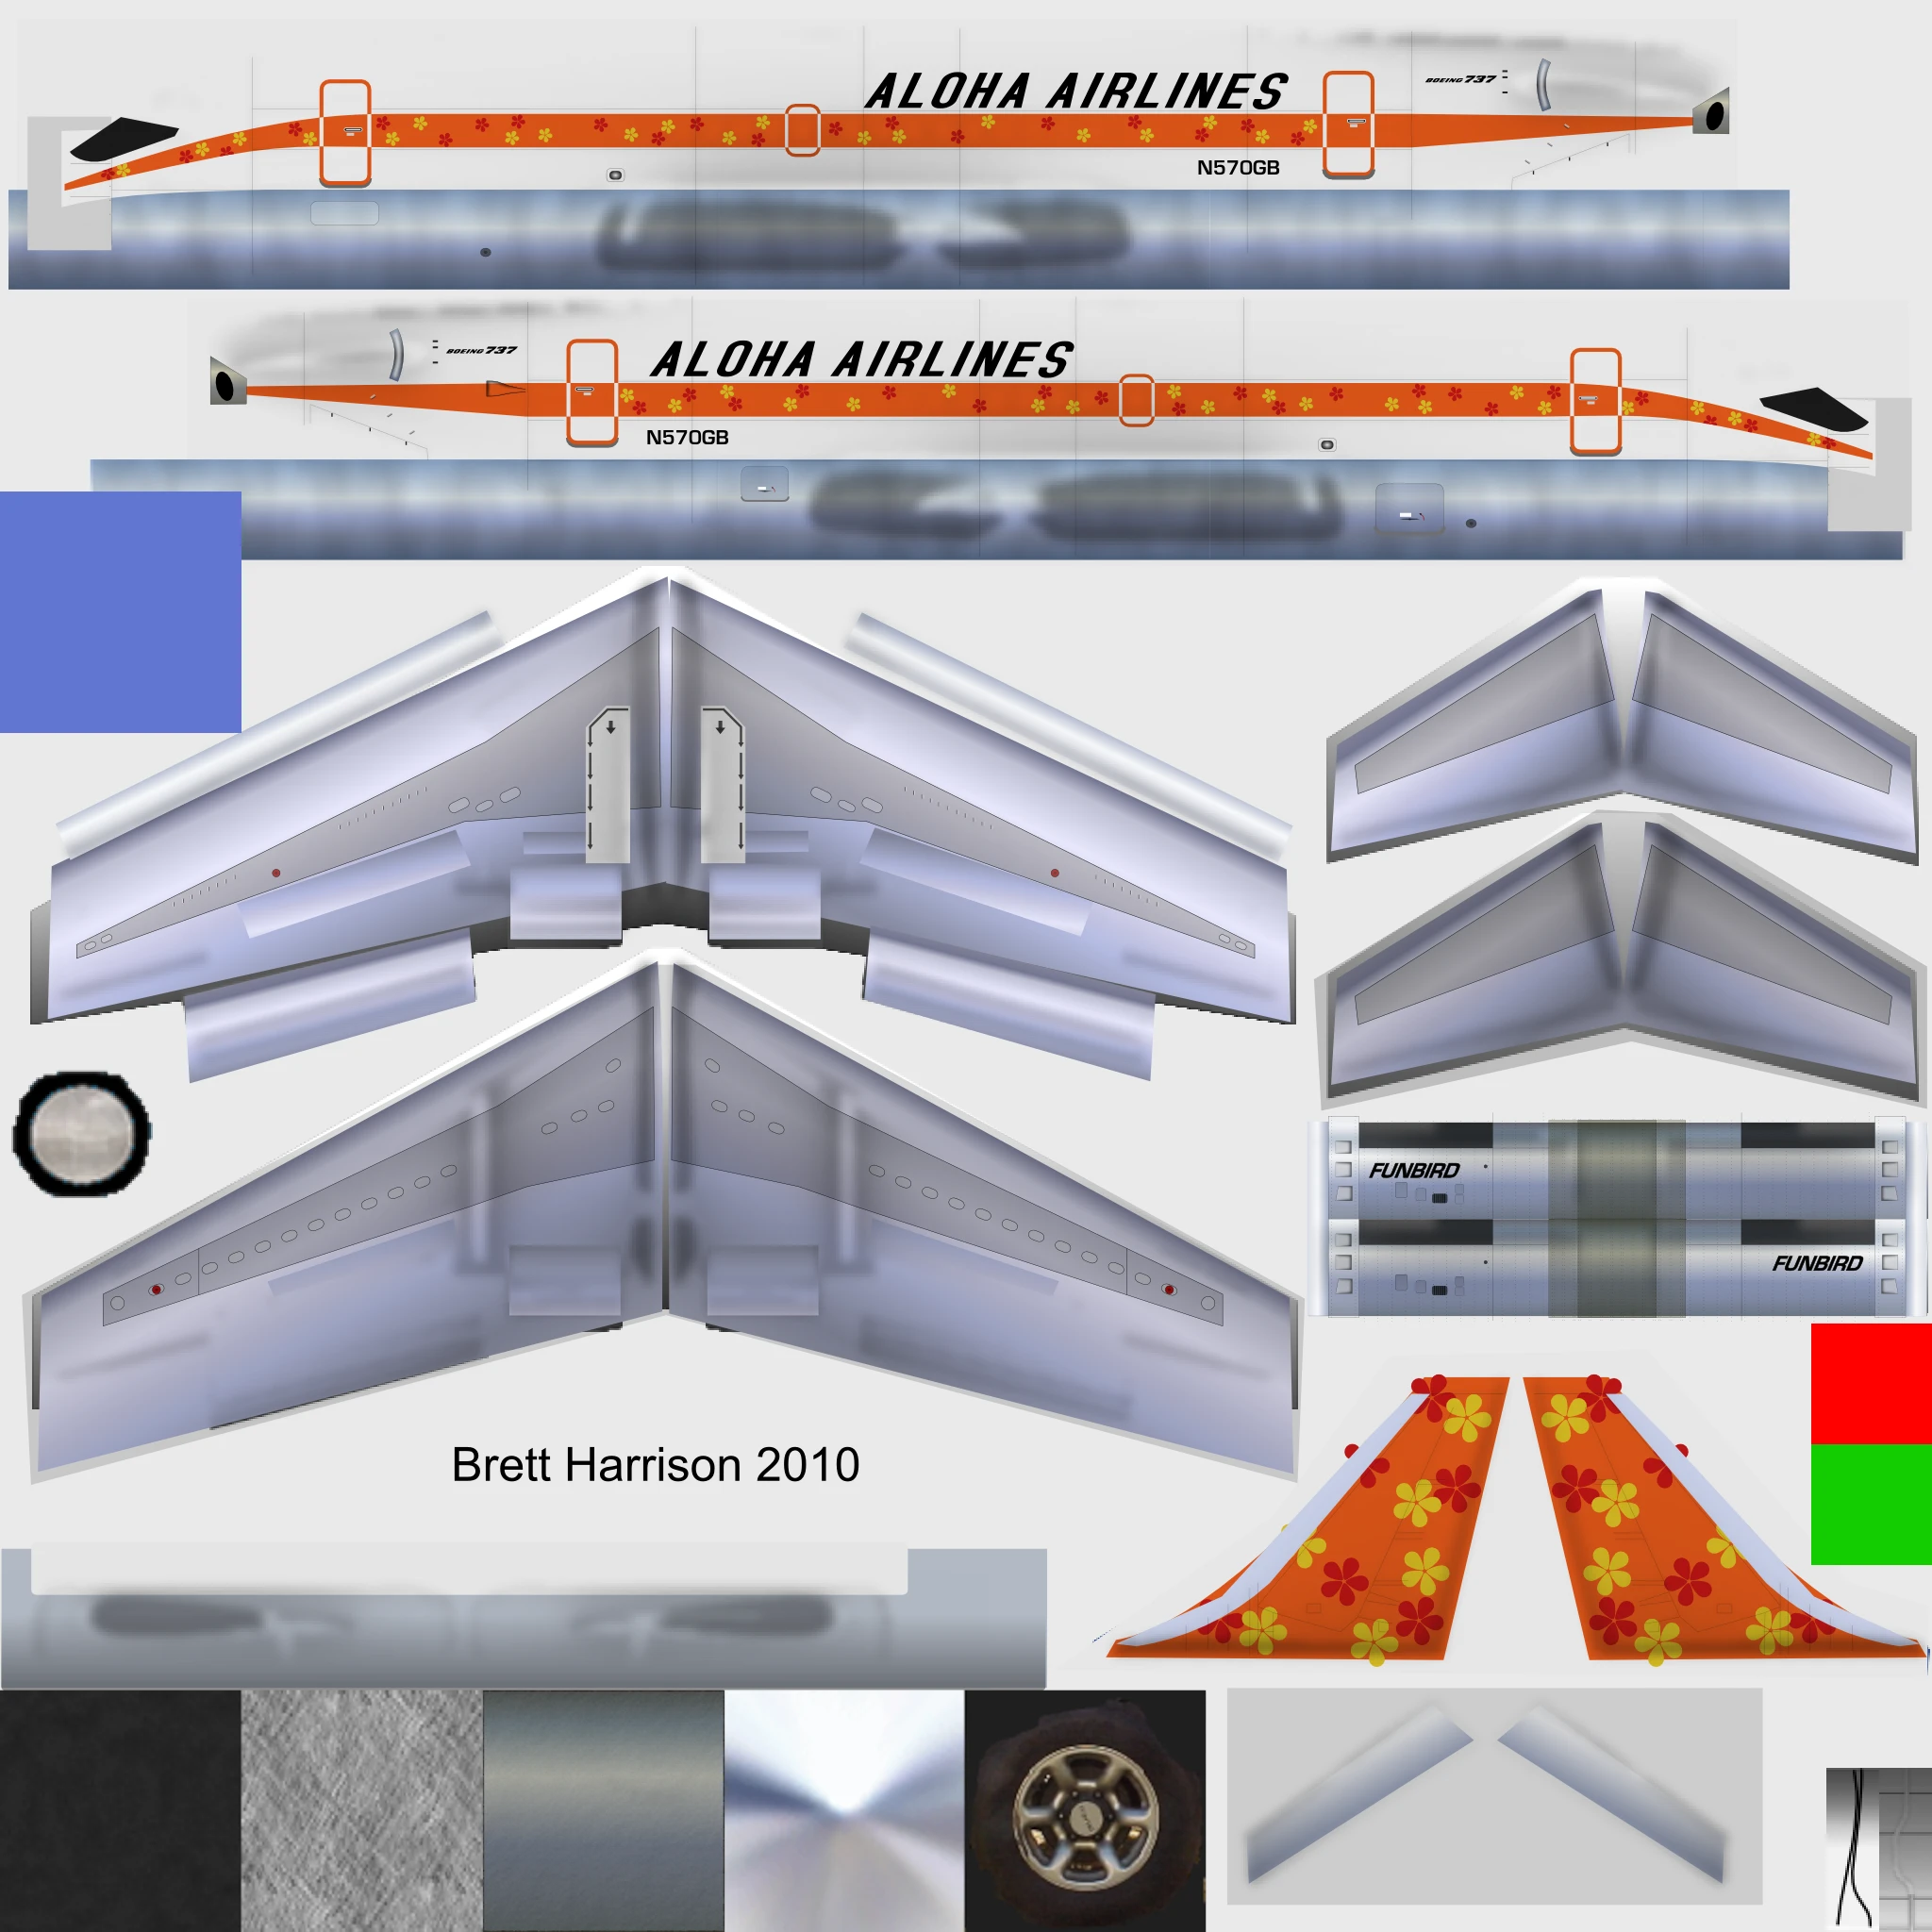 ALOHA AIRLINES
BOEING 737
N570GB
BOEING 737
ALOHA AIRLINES
N570GB
FUNBIRD
FUNBIRD
Brett Harrison 2010